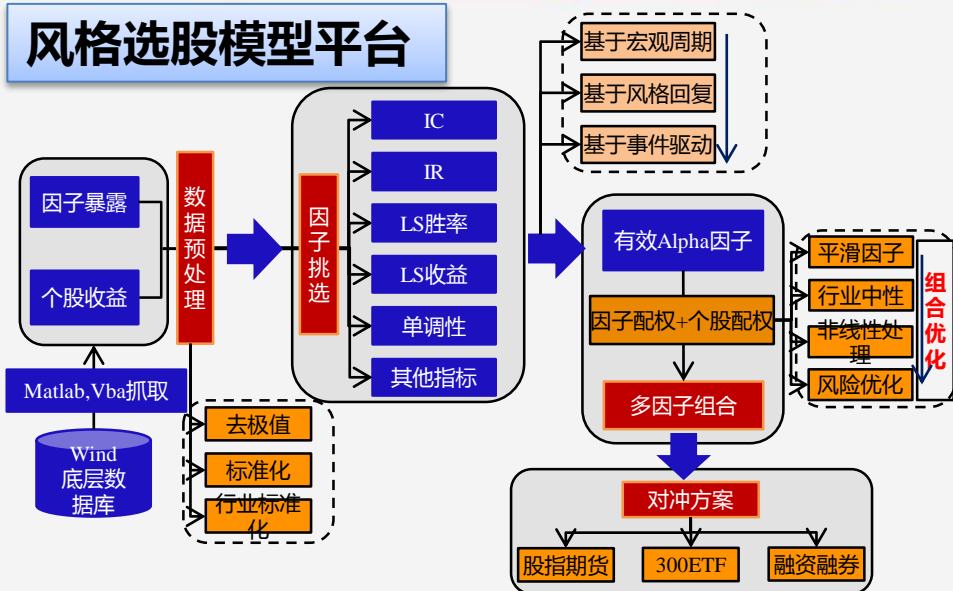 风格选股模型平台
基于宏观周期
基于风格回复
基于事件驱动
因子暴露
个股收益
数
据
预
处
理
因
子
挑
选
IC
IR
LS胜率
LS收益
单调性
其他指标
有效Alpha因子
因子配权+个股配权
多因子组合
平滑因子
行业中性
非线性处
理
风险优化
组
合
优
化
Matlab,Vba抓取
Wind
底层数
据库
去极值
标准化
行业标准
化
对冲方案
股指期货
300ETF
融资融券